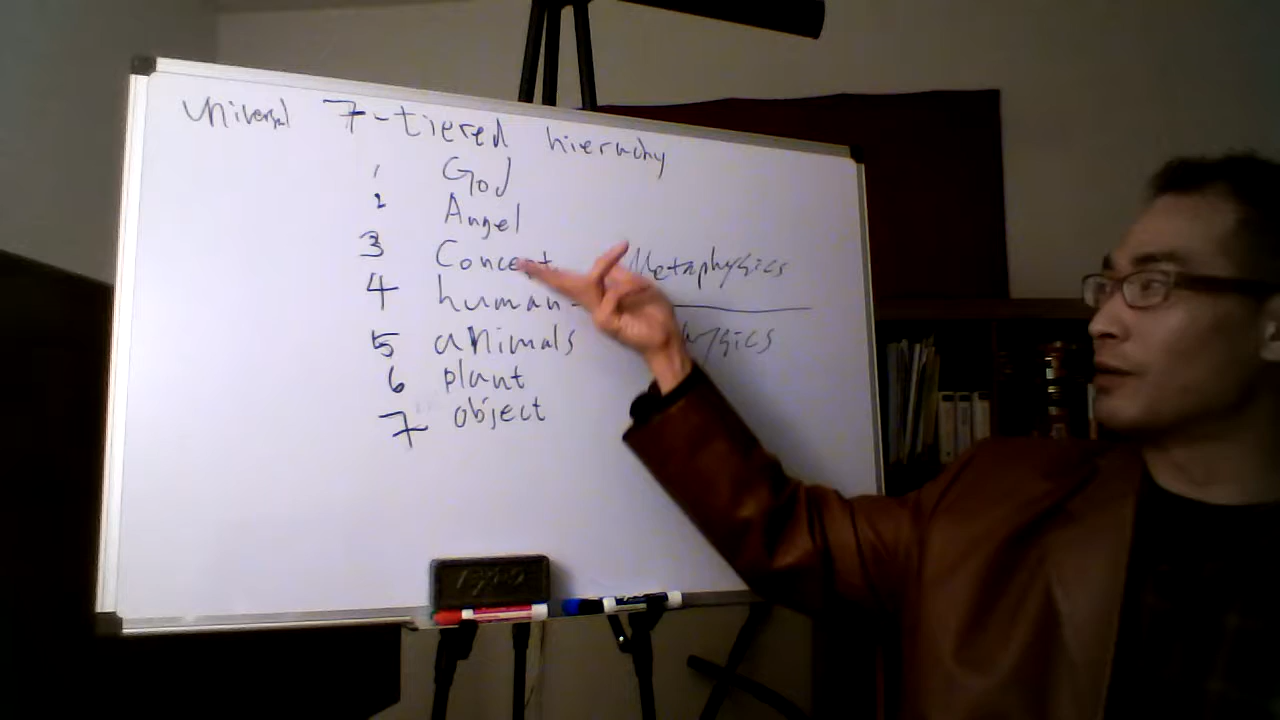 Universal 7-tiered hierachy
1 God
2 Angel
3 Concept
4 human -
5 animals
6 plant
7 object
Metaphysics
physics